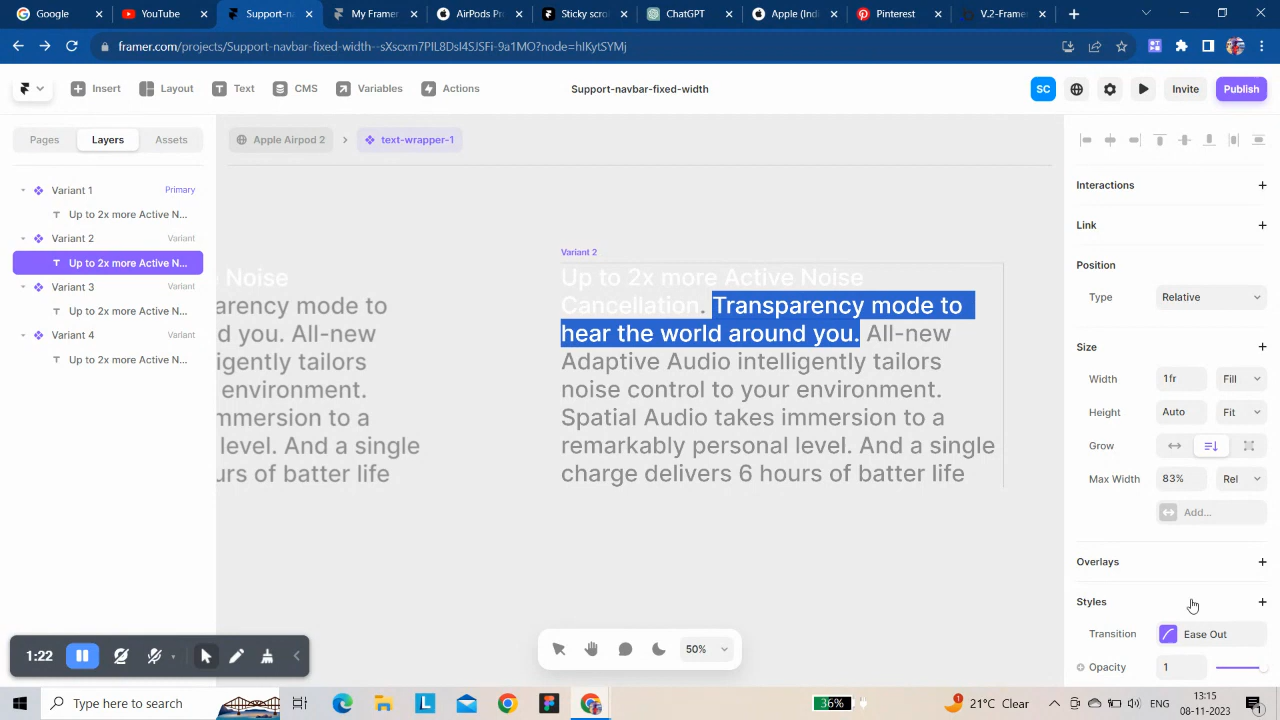 Google
YouTube
Support-na
My Framer
AirPods Pr
Sticky scro
ChatGPT
Apple (Indi
Pinterest
V.2-Frame
framer.com/projects/Support-navbar-fixed-width--sXscxm7PIL8DsI4SJSFi-9a1MO?node=hIKytSYMj
Insert
Layout
Text
CMS
Variables
Actions
Support-navbar-fixed-width
SC
Invite
Publish
Pages
Layers
Assets
Apple Airpod 2
text-wrapper-1
Variant 1
Primary
Up to 2x more Active N...
Variant 2
Variant
Up to 2x more Active N...
Variant 3
Variant
Up to 2x more Active N...
Variant 4
Variant
Up to 2x more Active N...
e Noise
arency mode to
d you. All-new
igently tailors
environment.
mmersion to a
level. And a single
urs of batter life
Variant 2
Up to 2x more Active Noise
Cancellation. Transparency mode to
hear the world around you. All-new
Adaptive Audio intelligently tailors
noise control to your environment.
Spatial Audio takes immersion to a
remarkably personal level. And a single
charge delivers 6 hours of batter life
Interactions
Link
Position
Type
Relative
Size
Width
1fr
Fill
Height
Auto
Fit
Grow
Max Width
83%
Rel
Add...
Overlays
Styles
Transition
Ease Out
Opacity
1
1:22
50%
Type here to search
36%
1
21°C Clear
ENG
13:15
08-11-2023
1